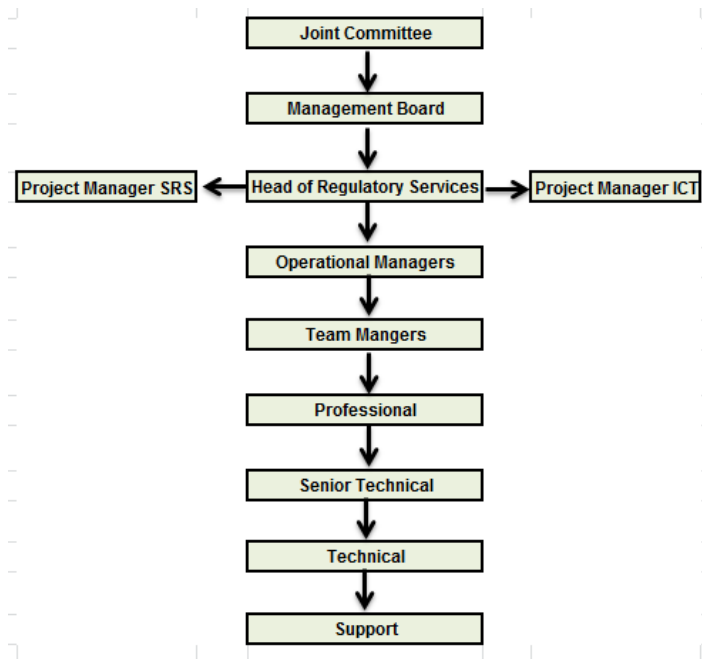 Joint Committee
Management Board
Project Manager SRS
Head of Regulatory Services
Project Manager ICT
Operational Managers
Team Mangers
Professional
Senior Technical
Technical
Support